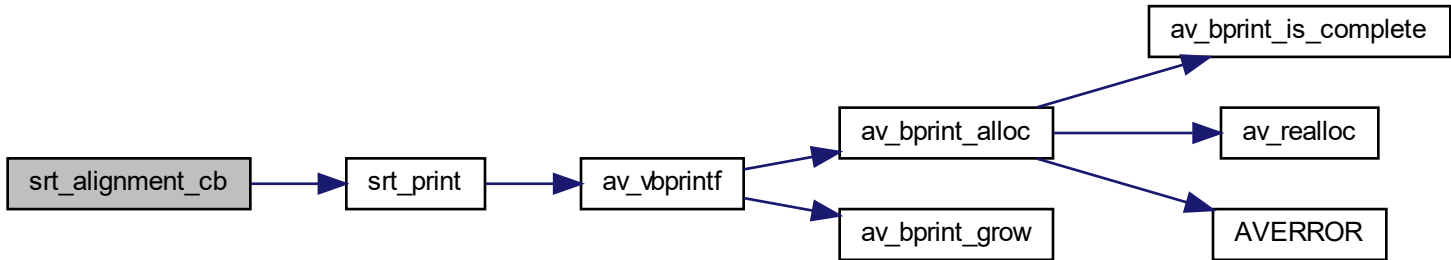 srt_alignment_cb
srt_print
av_vbprintf
av_bprint_alloc
av_bprint_grow
av_bprint_is_complete
av_realloc
AVERROR